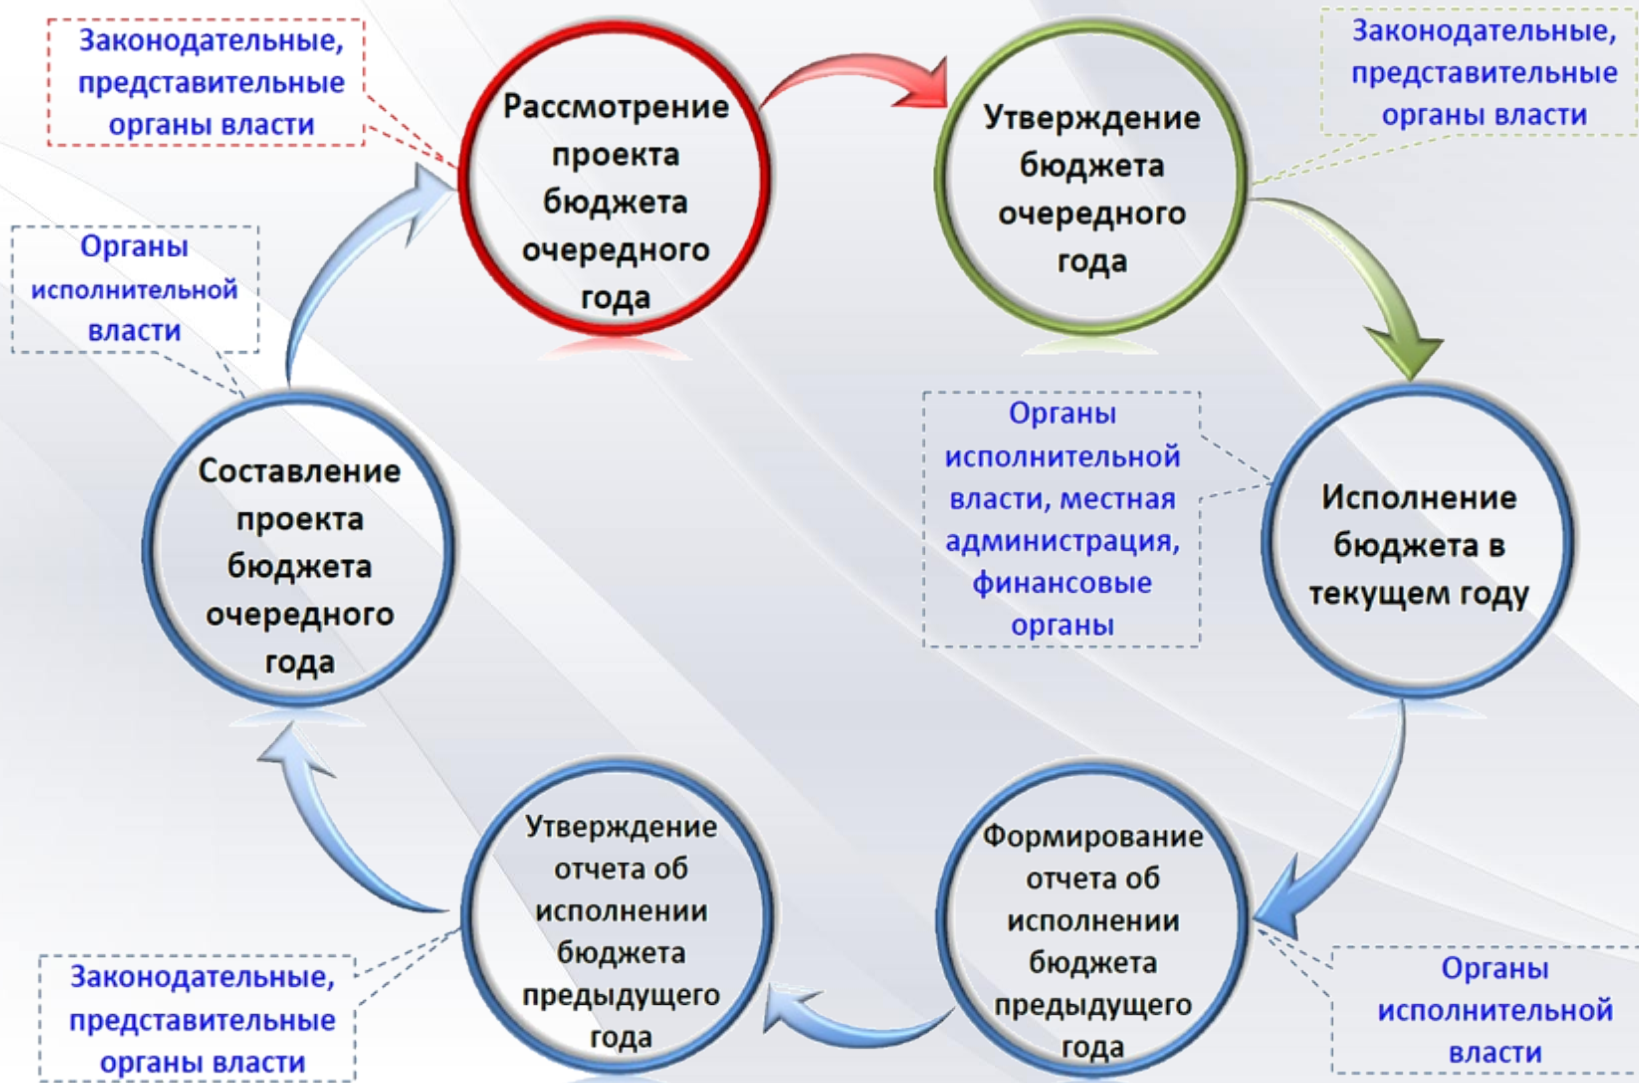 Законодательные,
представительные
органы власти
Рассмотрение
проекта
бюджета
очередного
года
Утверждение
бюджета
очередного
года
Законодательные,
представительные
органы власти
Органы
исполнительной
власти
Составление
проекта
бюджета
очередного
года
Органы
исполнительной
власти, местная
администрация,
финансовые
органы
Исполнение
бюджета в
текущем году
Утверждение
отчета об
исполнении
бюджета
предыдущего
года
Формирование
отчета об
исполнении
бюджета
предыдущего
года
Законодательные,
представительные
органы власти
Органы
исполнительной
власти